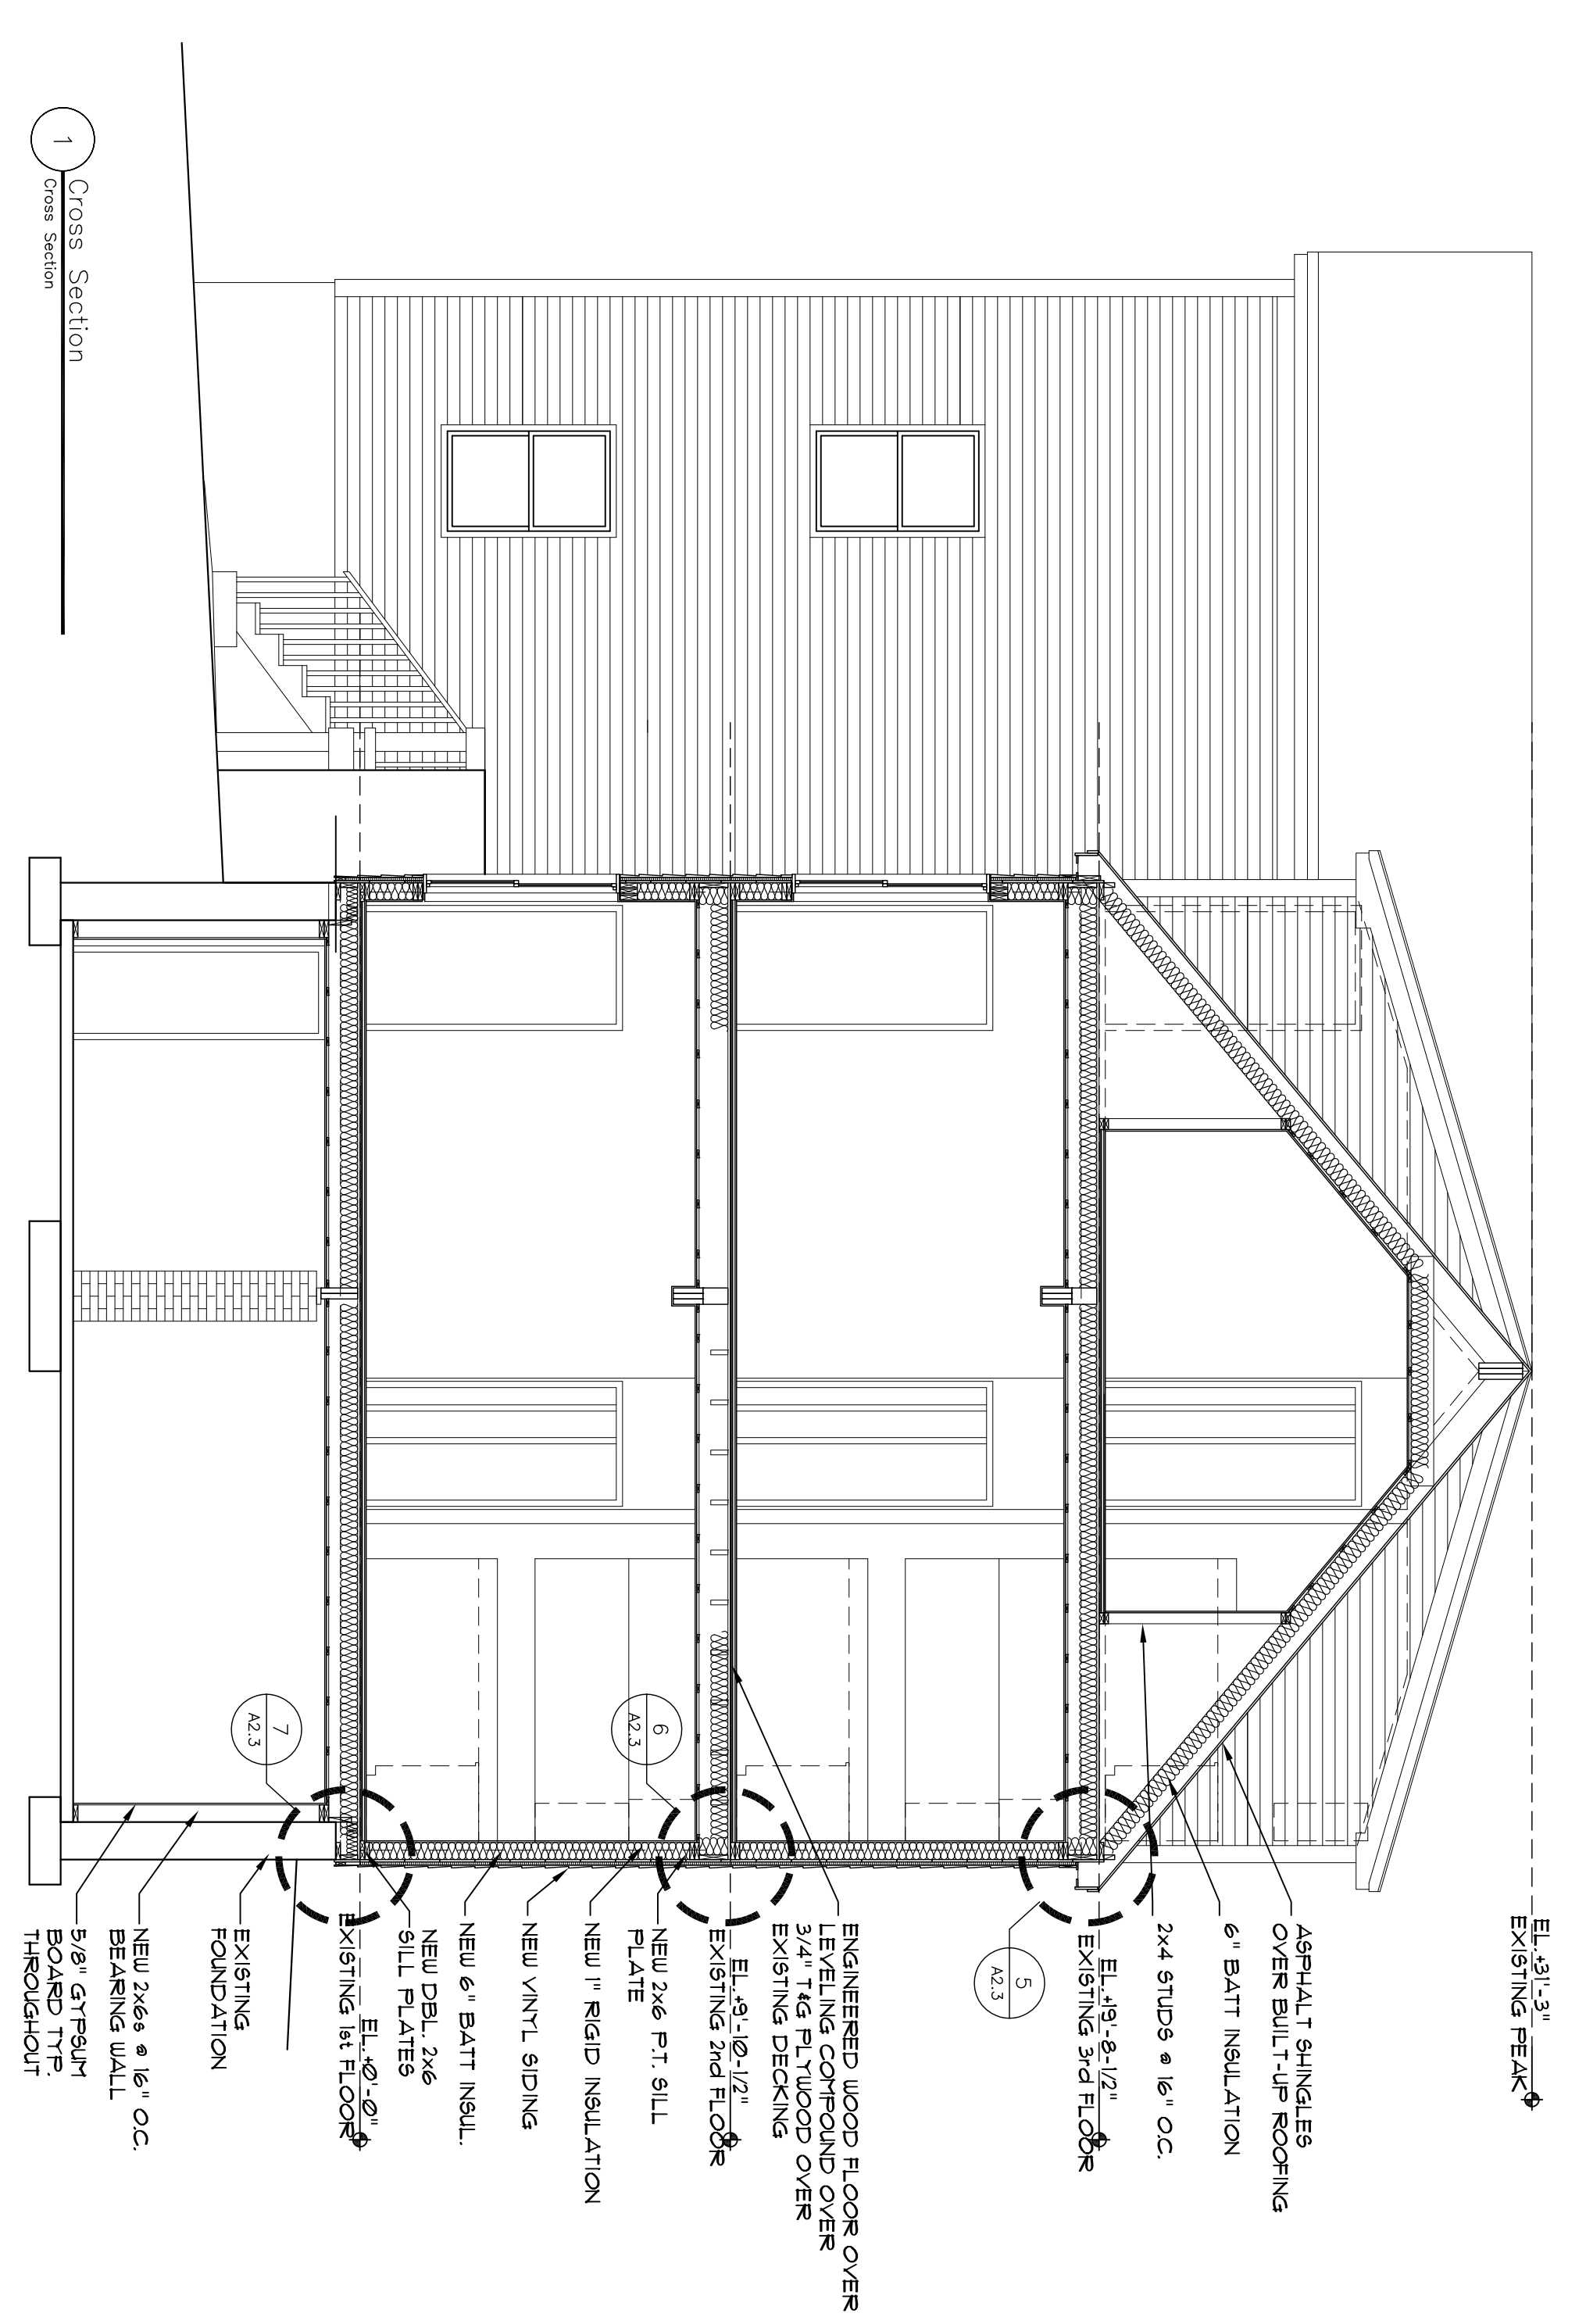 EL.+31'-3"
EXISTING PEAK
ASPHALT SHINGLES
OVER BUILT-UP ROOFING
6" BATT INSULATION
2x4 STUDS @ 16" O.C.
EL.+19'-8-1/2"
EXISTING 3rd FLOOR
5
A2.3
ENGINEERED WOOD FLOOR OVER
LEVELING COMPOUND OVER
3/4" T&G PLYWOOD OVER
EXISTING DECKING
EL.+9'-10-1/2"
EXISTING 2nd FLOOR
6
A2.3
NEW 2x6 P.T. SILL
PLATE
NEW 1" RIGID INSULATION
NEW VINYL SIDING
NEW 6" BATT INSUL.
NEW DBL. 2x6
SILL PLATES
EL.+0'-0"
EXISTING 1st FLOOR
7
A2.3
EXISTING
FOUNDATION
NEW 2x6s @ 16" O.C.
BEARING WALL
5/8" GYPSUM
BOARD TYP.
THROUGHOUT
1
Cross Section
Cross Section